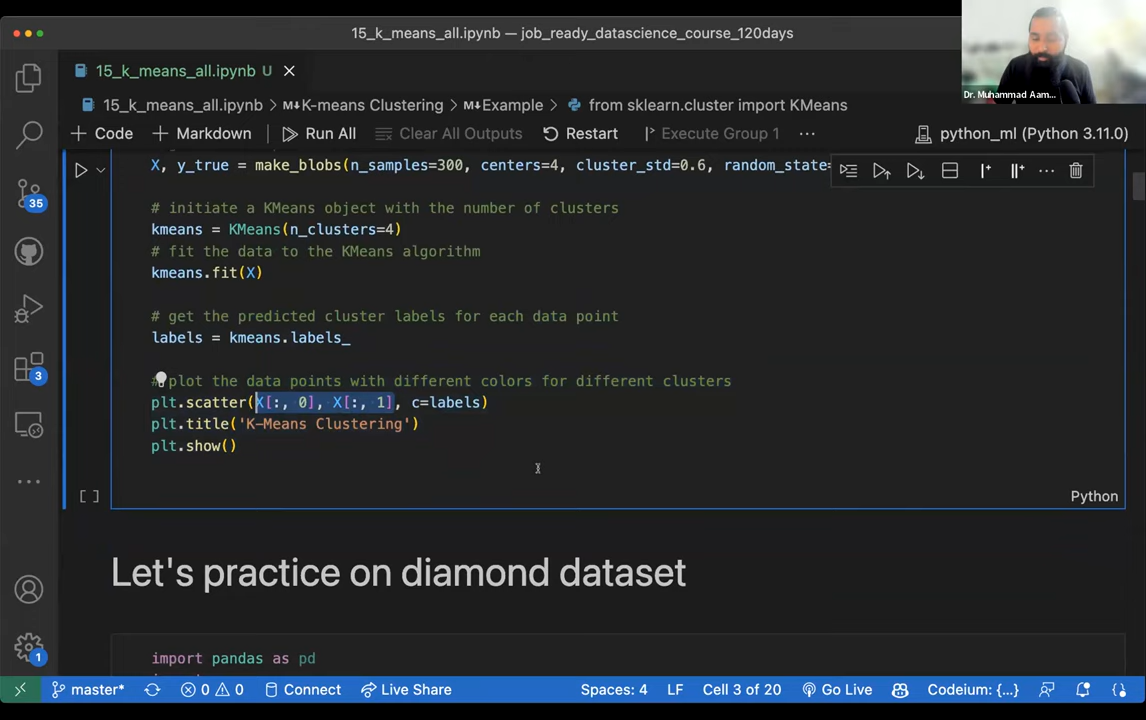 15_k_means_all.ipynb — job_ready_datascience_course_120days
Dr. Muhammad Aam...
15_k_means_all.ipynb U
15_k_means_all.ipynb > M↓K-means Clustering > M↓Example > from sklearn.cluster import KMeans
+ Code + Markdown Run All Clear All Outputs Restart Execute Group 1 ... python_ml (Python 3.11.0)
X, y_true = make_blobs(n_samples=300, centers=4, cluster_std=0.6, random_state=
# initiate a KMeans object with the number of clusters
kmeans = KMeans(n_clusters=4)
# fit the data to the KMeans algorithm
kmeans.fit(X)
# get the predicted cluster labels for each data point
labels = kmeans.labels_
# plot the data points with different colors for different clusters
plt.scatter(X[:, 0], X[:, 1], c=labels)
plt.title('K-Means Clustering')
plt.show()
[ ]
Python
35
3
1
Let's practice on diamond dataset
import pandas as pd
master* 0 0 Connect Live Share Spaces: 4 LF Cell 3 of 20 Go Live Codeium: {...}